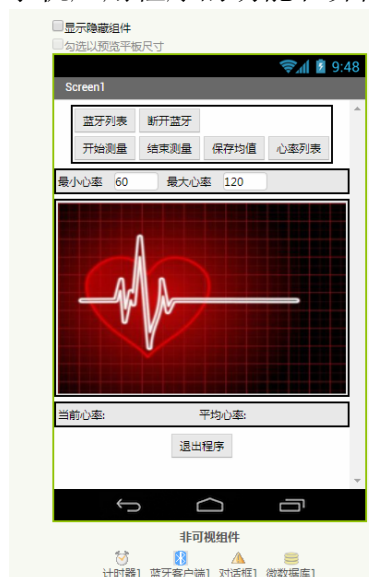 显示隐藏组件
勾选以预览平板尺寸
9:48
Screen1
蓝牙列表 断开蓝牙
开始测量 结束测量 保存均值 心率列表
最小心率 60 最大心率 120
当前心率: 平均心率:
退出程序
非可视组件
计时器1 蓝牙客户端1 对话框1 微数据库1